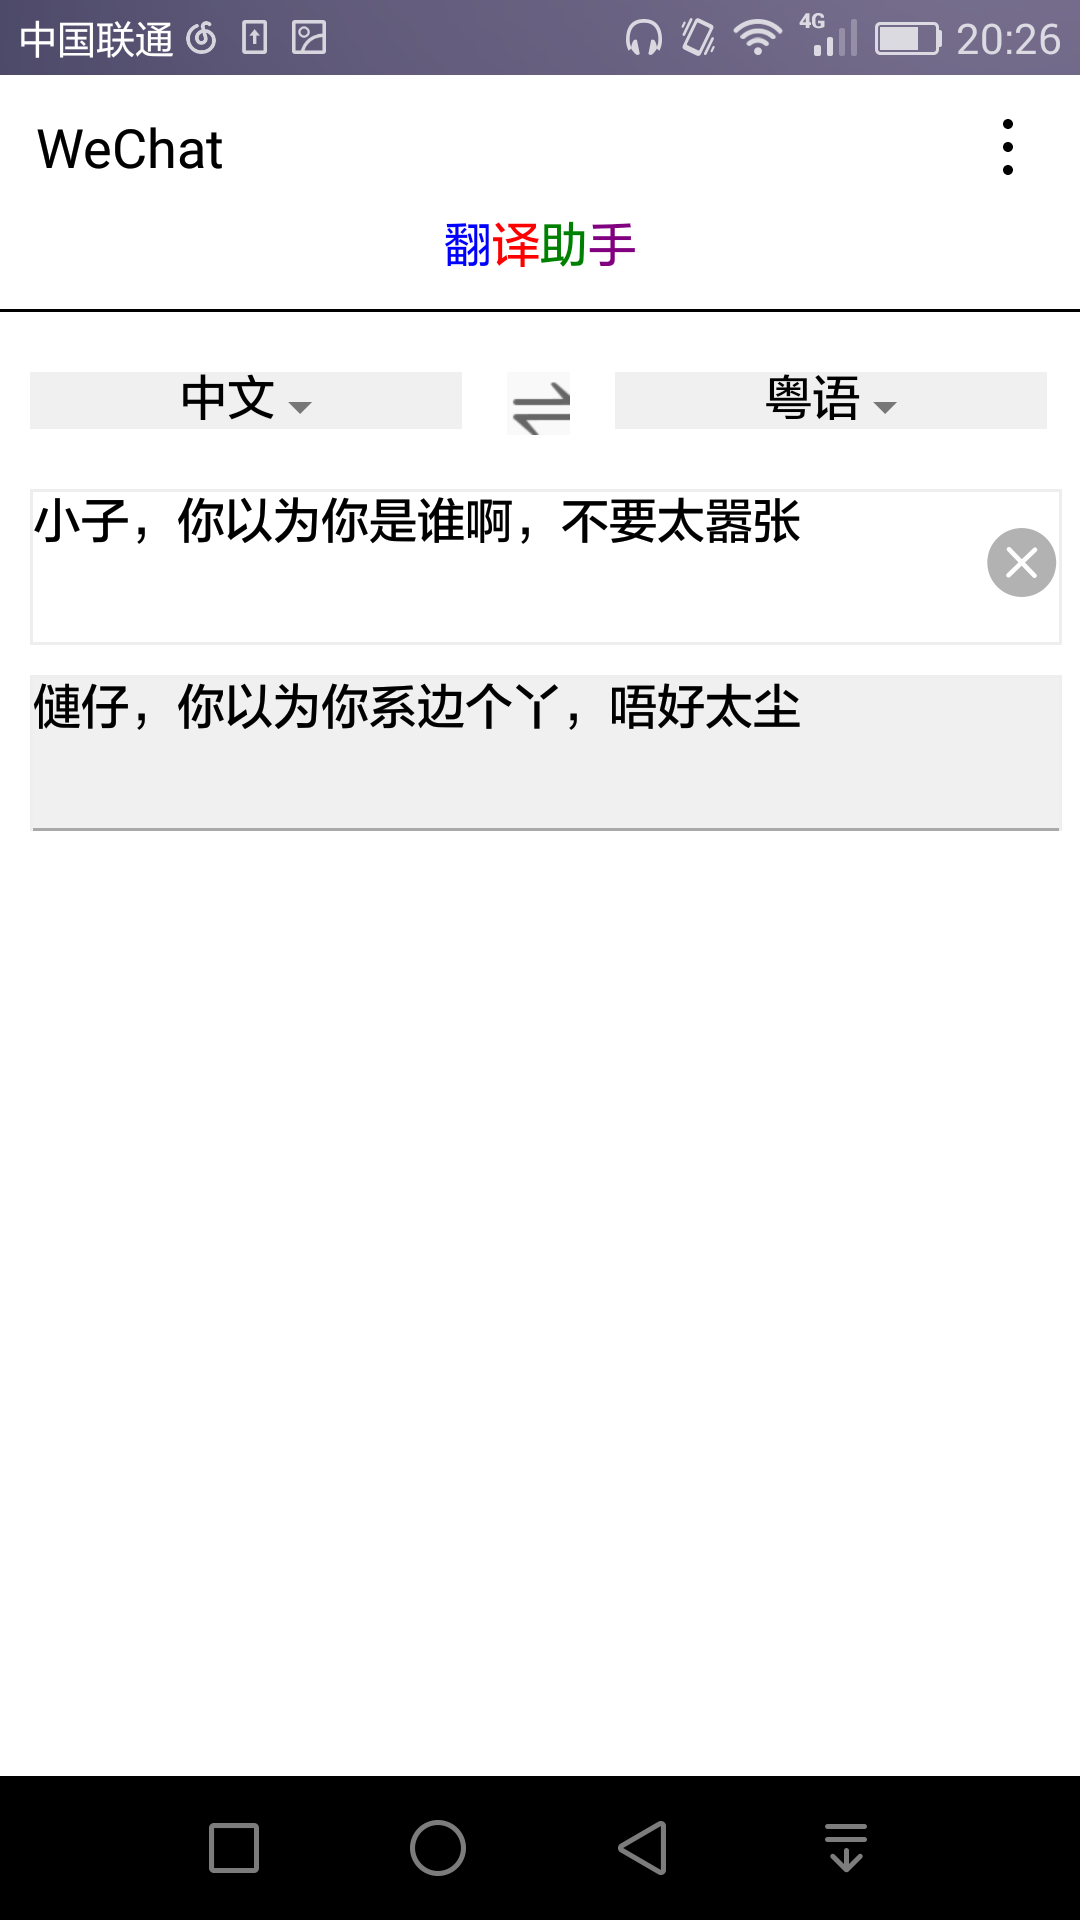 中国联通 4G 20:26
WeChat
翻译助手
中文 粤语
小子，你以为你是谁啊，不要太嚣张
僆仔，你以为你系边个丫，唔好太尘